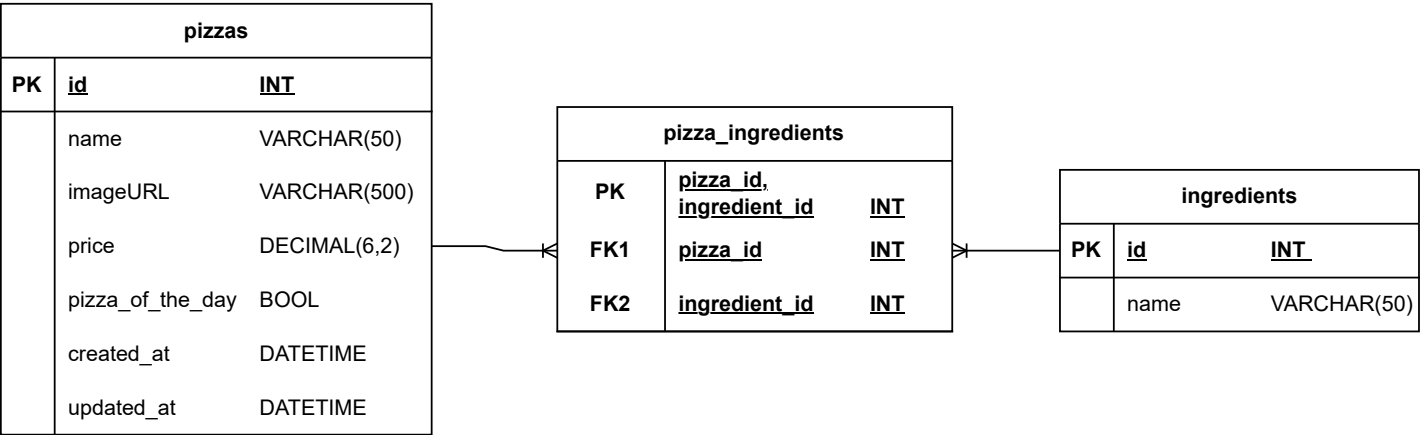 pizzas
PK id INT
name VARCHAR(50)
imageURL VARCHAR(500)
price DECIMAL(6,2)
pizza_of_the_day BOOL
created_at DATETIME
updated_at DATETIME
pizza_ingredients
PK pizza_id,
ingredient_id INT
FK1 pizza_id INT
FK2 ingredient_id INT
ingredients
PK id INT
name VARCHAR(50)